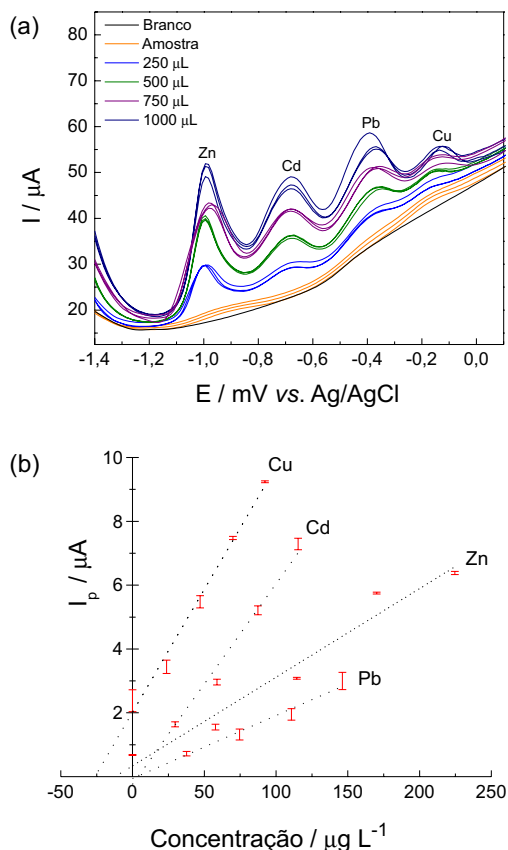 (a)
Branco
Amostra
250 μL
500 μL
750 μL
1000 μL
Zn
Cd
Pb
Cu
I / μA
80
70
60
50
40
30
20
-1,4
-1,2
-1,0
-0,8
-0,6
-0,4
-0,2
0,0
E / mV vs. Ag/AgCl
(b)
Cu
Cd
Zn
Pb
I_p / μA
10
8
6
4
2
-50
0
50
100
150
200
250
Concentração / μg L⁻¹